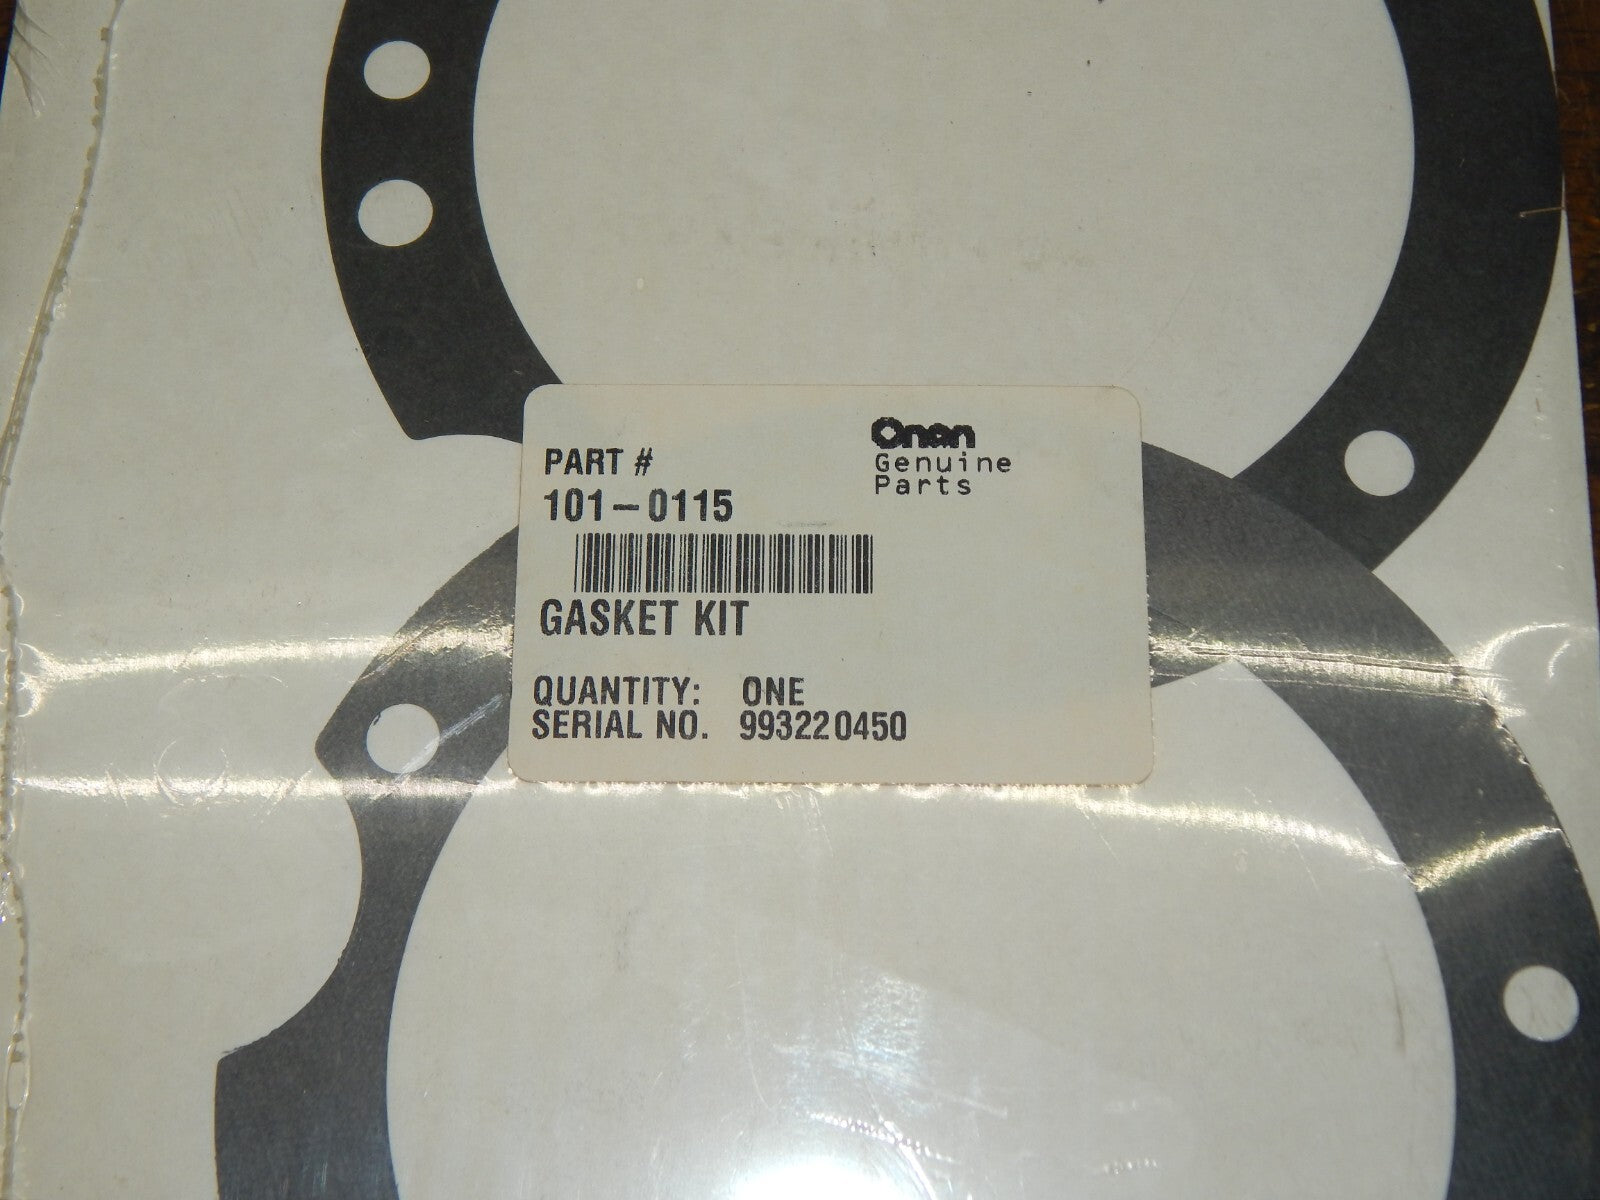 Onan
Genuine
Parts
PART #
101-0115
GASKET KIT
QUANTITY: ONE
SERIAL NO. 993220450